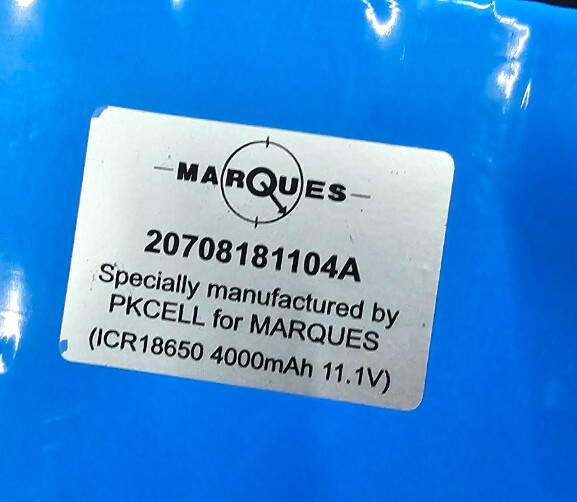 MARQUES
20708181104A
Specially manufactured by
PKCELL for MARQUES
(ICR18650 4000mAh 11.1V)